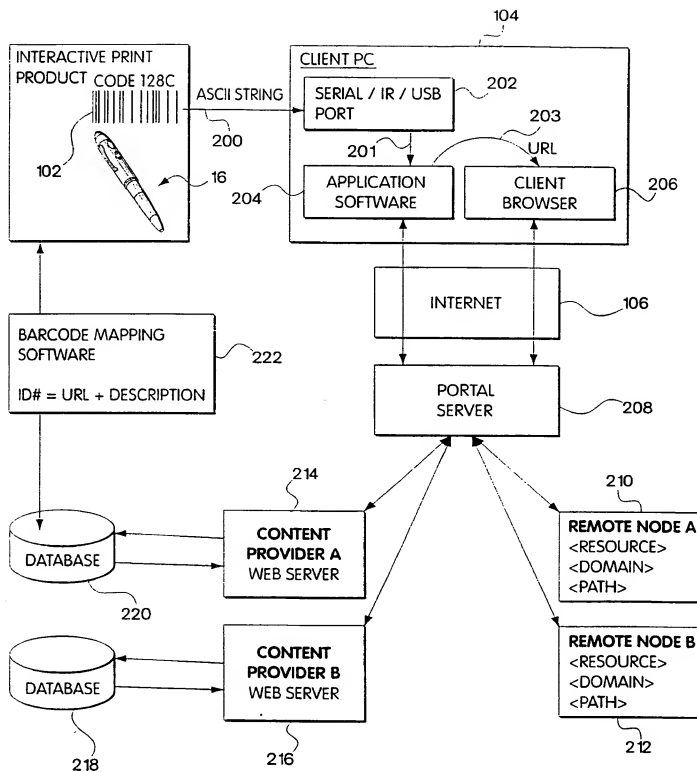 104
INTERACTIVE PRINT
PRODUCT
CODE 128C
102
16
ASCII STRING
200
CLIENT PC
SERIAL / IR / USB
PORT
202
201
203
URL
204
APPLICATION
SOFTWARE
CLIENT
BROWSER
206
INTERNET
106
BARCODE MAPPING
SOFTWARE
ID# = URL + DESCRIPTION
222
PORTAL
SERVER
208
214
210
DATABASE
220
CONTENT
PROVIDER A
WEB SERVER
REMOTE NODE A
<RESOURCE>
<DOMAIN>
<PATH>
DATABASE
218
CONTENT
PROVIDER B
WEB SERVER
216
REMOTE NODE B
<RESOURCE>
<DOMAIN>
<PATH>
212